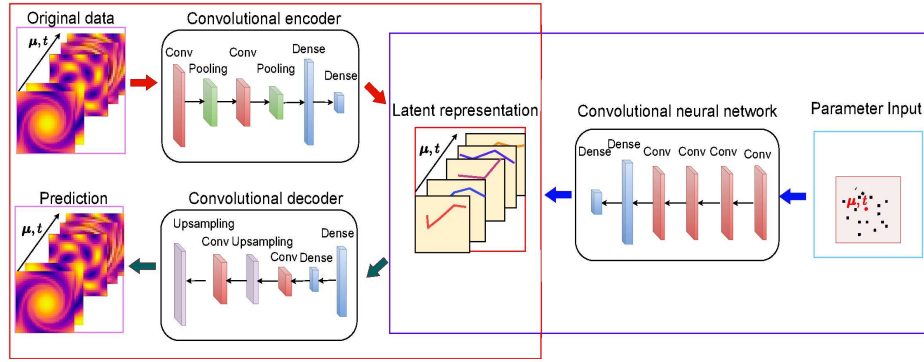 Original data
μ, t
Convolutional encoder
Conv
Pooling
Conv
Pooling
Dense
Dense
Latent representation
μ, t
Convolutional neural network
Dense
Dense
Conv
Conv
Conv
Conv
Parameter Input
μ, t
Prediction
μ, t
Convolutional decoder
Upsampling
Conv
Upsampling
Conv
Dense
Dense